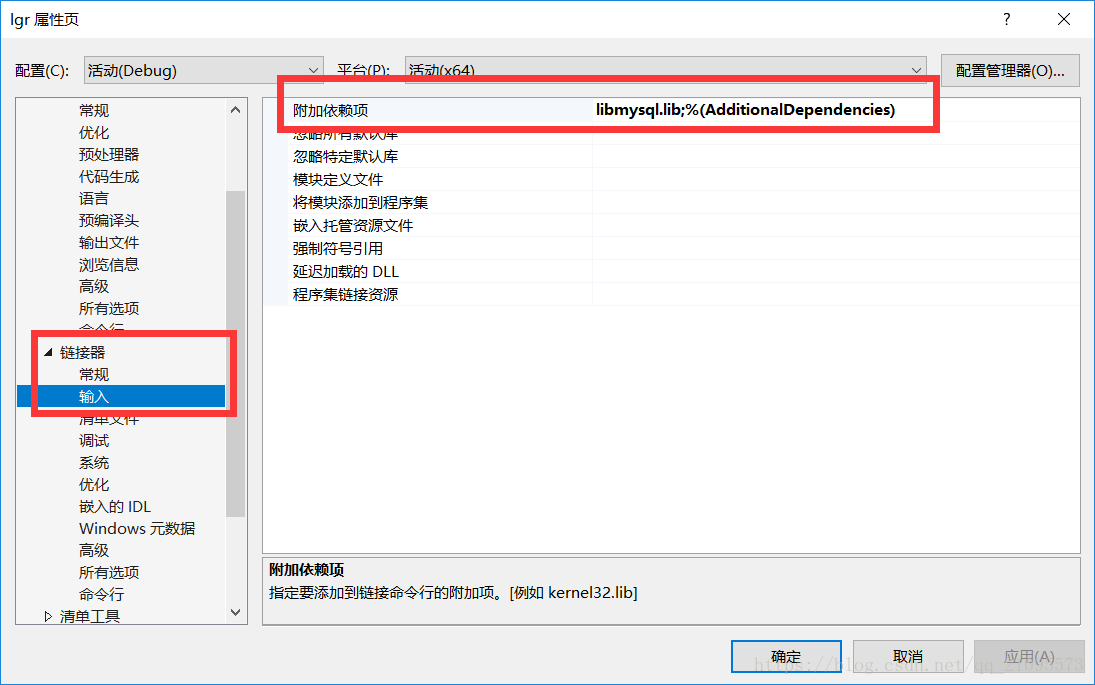 lgr 属性页
?
配置(C):
活动(Debug)
平台(P):
活动(x64)
配置管理器(O)...
常规
优化
预处理器
代码生成
语言
预编译头
输出文件
浏览信息
高级
所有选项
命令行
链接器
常规
输入
清单文件
调试
系统
优化
嵌入的 IDL
Windows 元数据
高级
所有选项
命令行
清单工具
附加依赖项 libmysql.lib;%(AdditionalDependencies)
忽略所有默认库
忽略特定默认库
模块定义文件
将模块添加到程序集
嵌入托管资源文件
强制符号引用
延迟加载的 DLL
程序集链接资源
附加依赖项
指定要添加到链接命令行的附加项。[例如 kernel32.lib]
确定
取消
应用(A)